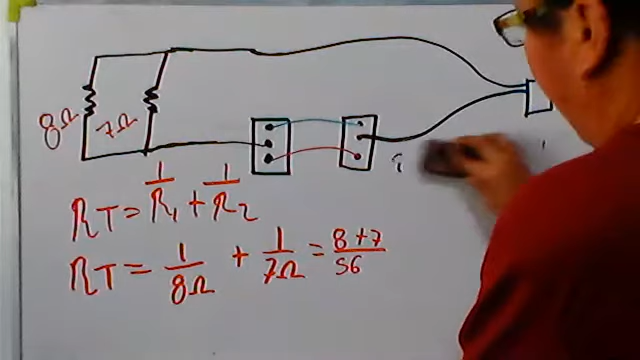 8Ω 7Ω
RT = 1/R1 + 1/R2
RT = 1/8Ω + 1/7Ω = 8+7/56